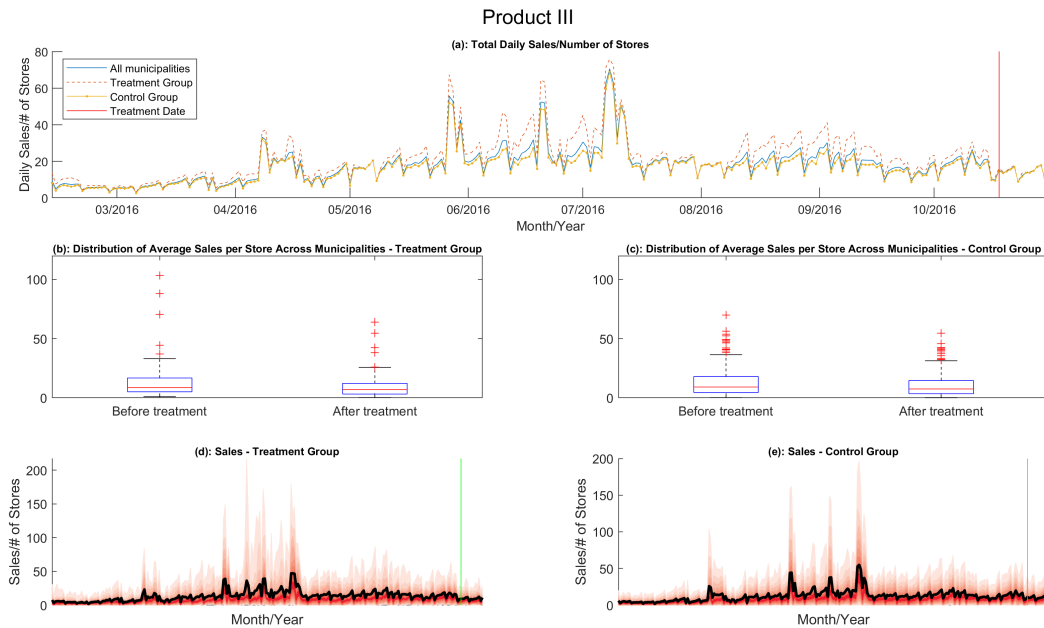 Product III
(a): Total Daily Sales/Number of Stores
Daily Sales/# of Stores
80
60
40
20
0
All municipalities
Treatment Group
Control Group
Treatment Date
03/2016 04/2016 05/2016 06/2016 07/2016 08/2016 09/2016 10/2016
Month/Year
(b): Distribution of Average Sales per Store Across Municipalities - Treatment Group
100
50
0
Before treatment After treatment
(c): Distribution of Average Sales per Store Across Municipalities - Control Group
100
50
0
Before treatment After treatment
(d): Sales - Treatment Group
Sales/# of Stores
200
150
100
50
0
Month/Year
(e): Sales - Control Group
Sales/# of Stores
200
150
100
50
0
Month/Year